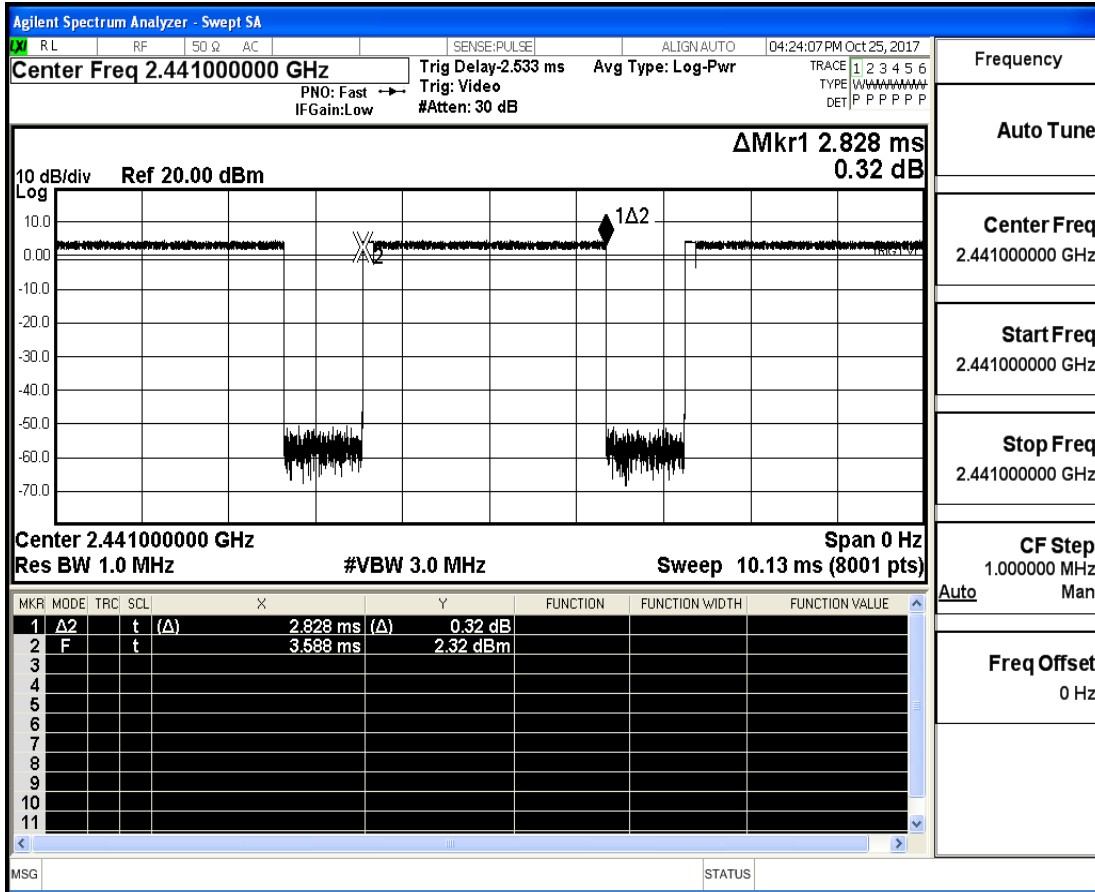 Agilent Spectrum Analyzer - Swept SA
LXI RL RF 50 Ω AC SENSE:PULSE ALIGN AUTO 04:24:07 PM Oct 25, 2017
Center Freq 2.441000000 GHz
PNO: Fast
IFGain:Low
Trig Delay-2.533 ms
Trig: Video
#Atten: 30 dB
Avg Type: Log-Pwr
TRACE 1 2 3 4 5 6
TYPE W
DET P P P P P P
ΔMkr1 2.828 ms
0.32 dB
10 dB/div Ref 20.00 dBm
Log
10.0
0.00
-10.0
-20.0
-30.0
-40.0
-50.0
-60.0
-70.0
1Δ2
2
Center 2.441000000 GHz Span 0 Hz
Res BW 1.0 MHz #VBW 3.0 MHz Sweep 10.13 ms (8001 pts)
MKR MODE TRC SCL X Y FUNCTION FUNCTION WIDTH FUNCTION VALUE
1 Δ2 t (Δ) 2.828 ms (Δ) 0.32 dB
2 F t 3.588 ms 2.32 dBm
3
4
5
6
7
8
9
10
11
MSG STATUS
Frequency
Auto Tune
Center Freq
2.441000000 GHz
Start Freq
2.441000000 GHz
Stop Freq
2.441000000 GHz
CF Step
1.000000 MHz
Auto Man
Freq Offset
0 Hz